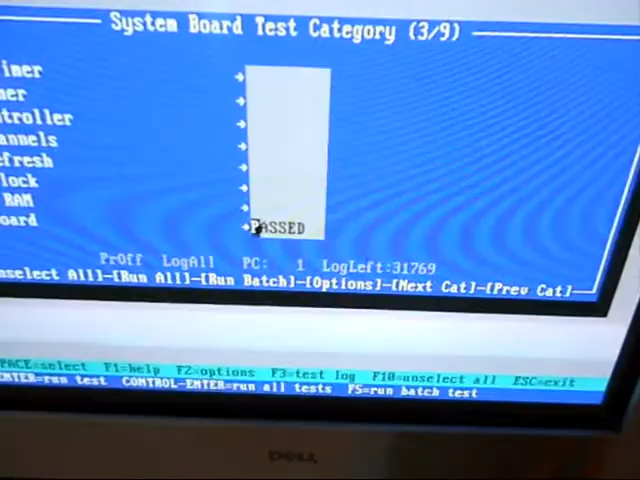 System Board Test Category (3/9)
imer
mer
troller
annels
efresh
lock
RAM
oard
PASSED
PrOff LogAll PC: 1 LogLeft:31769
nselect All]—[Run All]—[Run Batch]—[Options]—[Next Cat]—[Prev Cat]
PACE=select F1=help F2=options F3=test log F10=unselect all ESC=exit
ENTER=run test CONTROL-ENTER=run all tests F5=run batch test
DELL